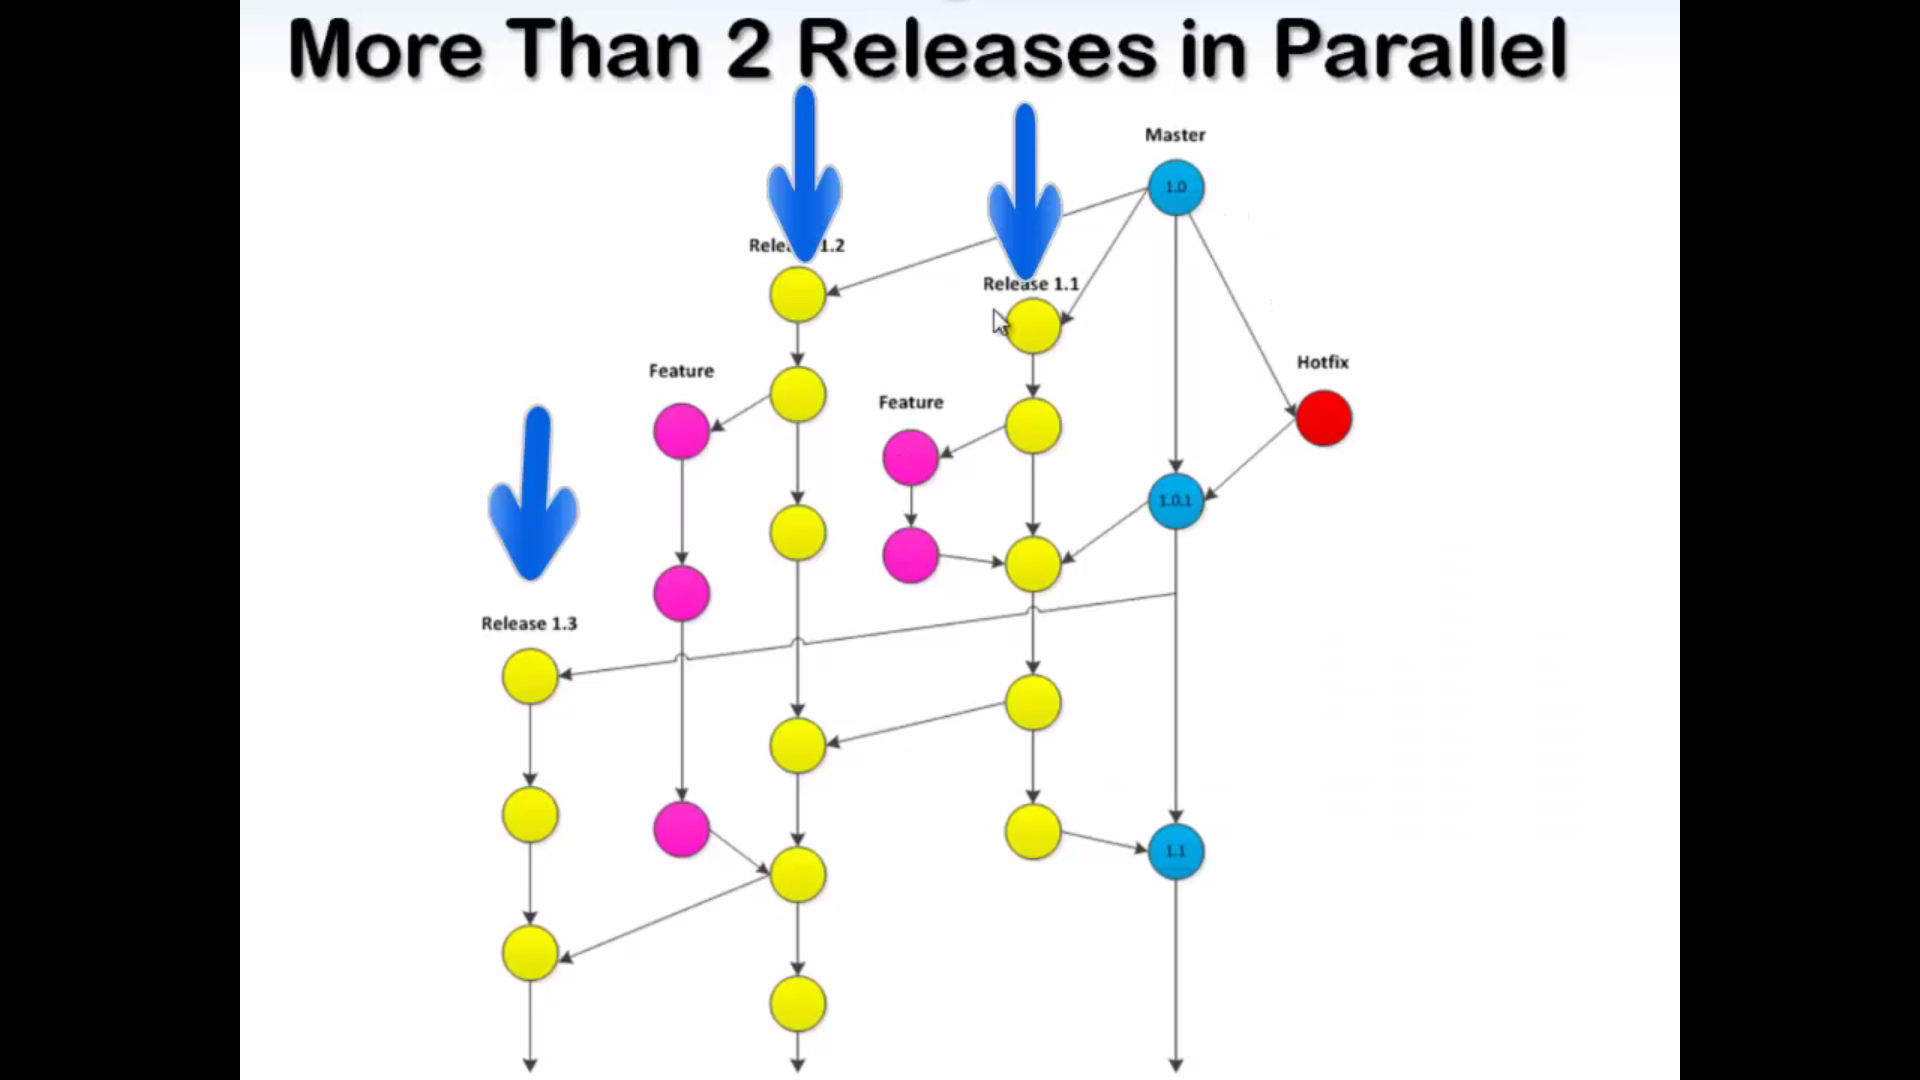 More Than 2 Releases in Parallel
Master
1.0
1.2
Release 1.1
Hotfix
Feature
Feature
1.0.1
Release 1.3
1.1